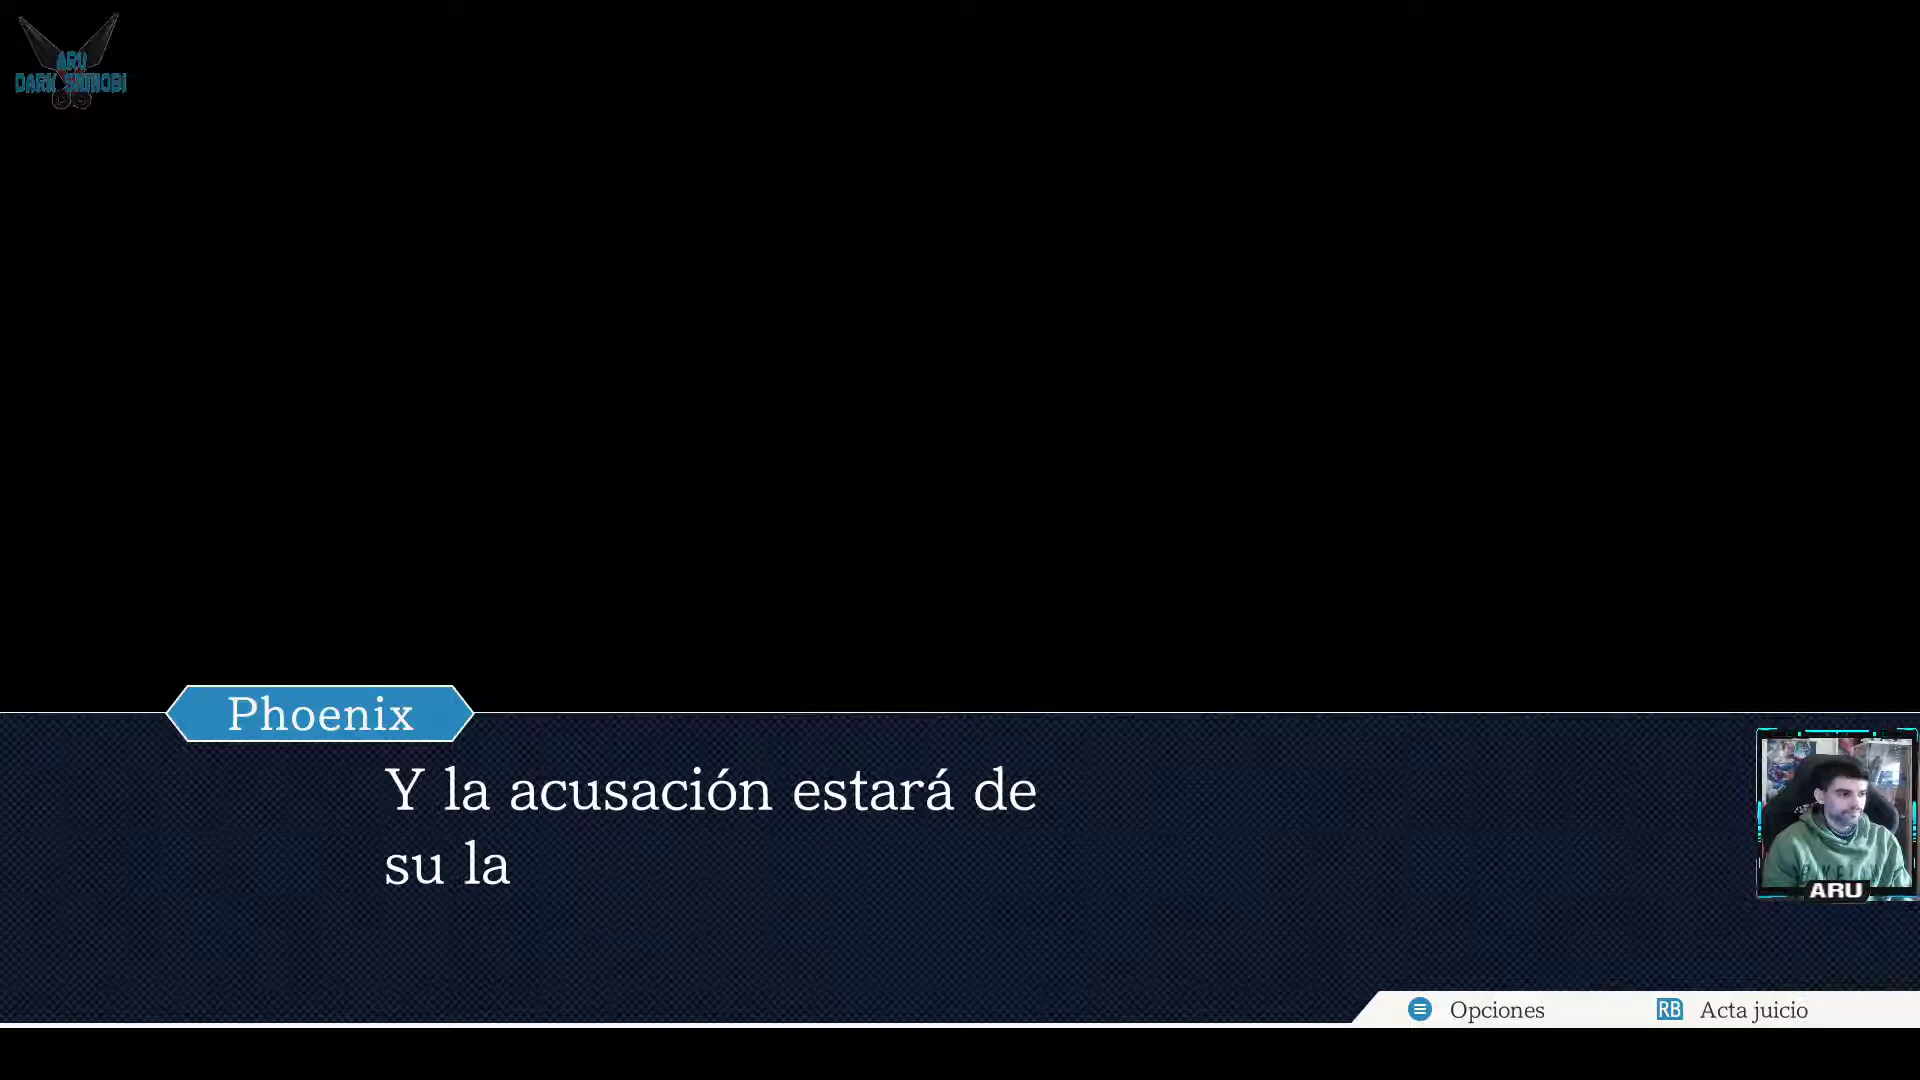 ARU
DARK SHINOBI
Phoenix
Y la acusación estará de
su la
ARU
Opciones
RB Acta juicio